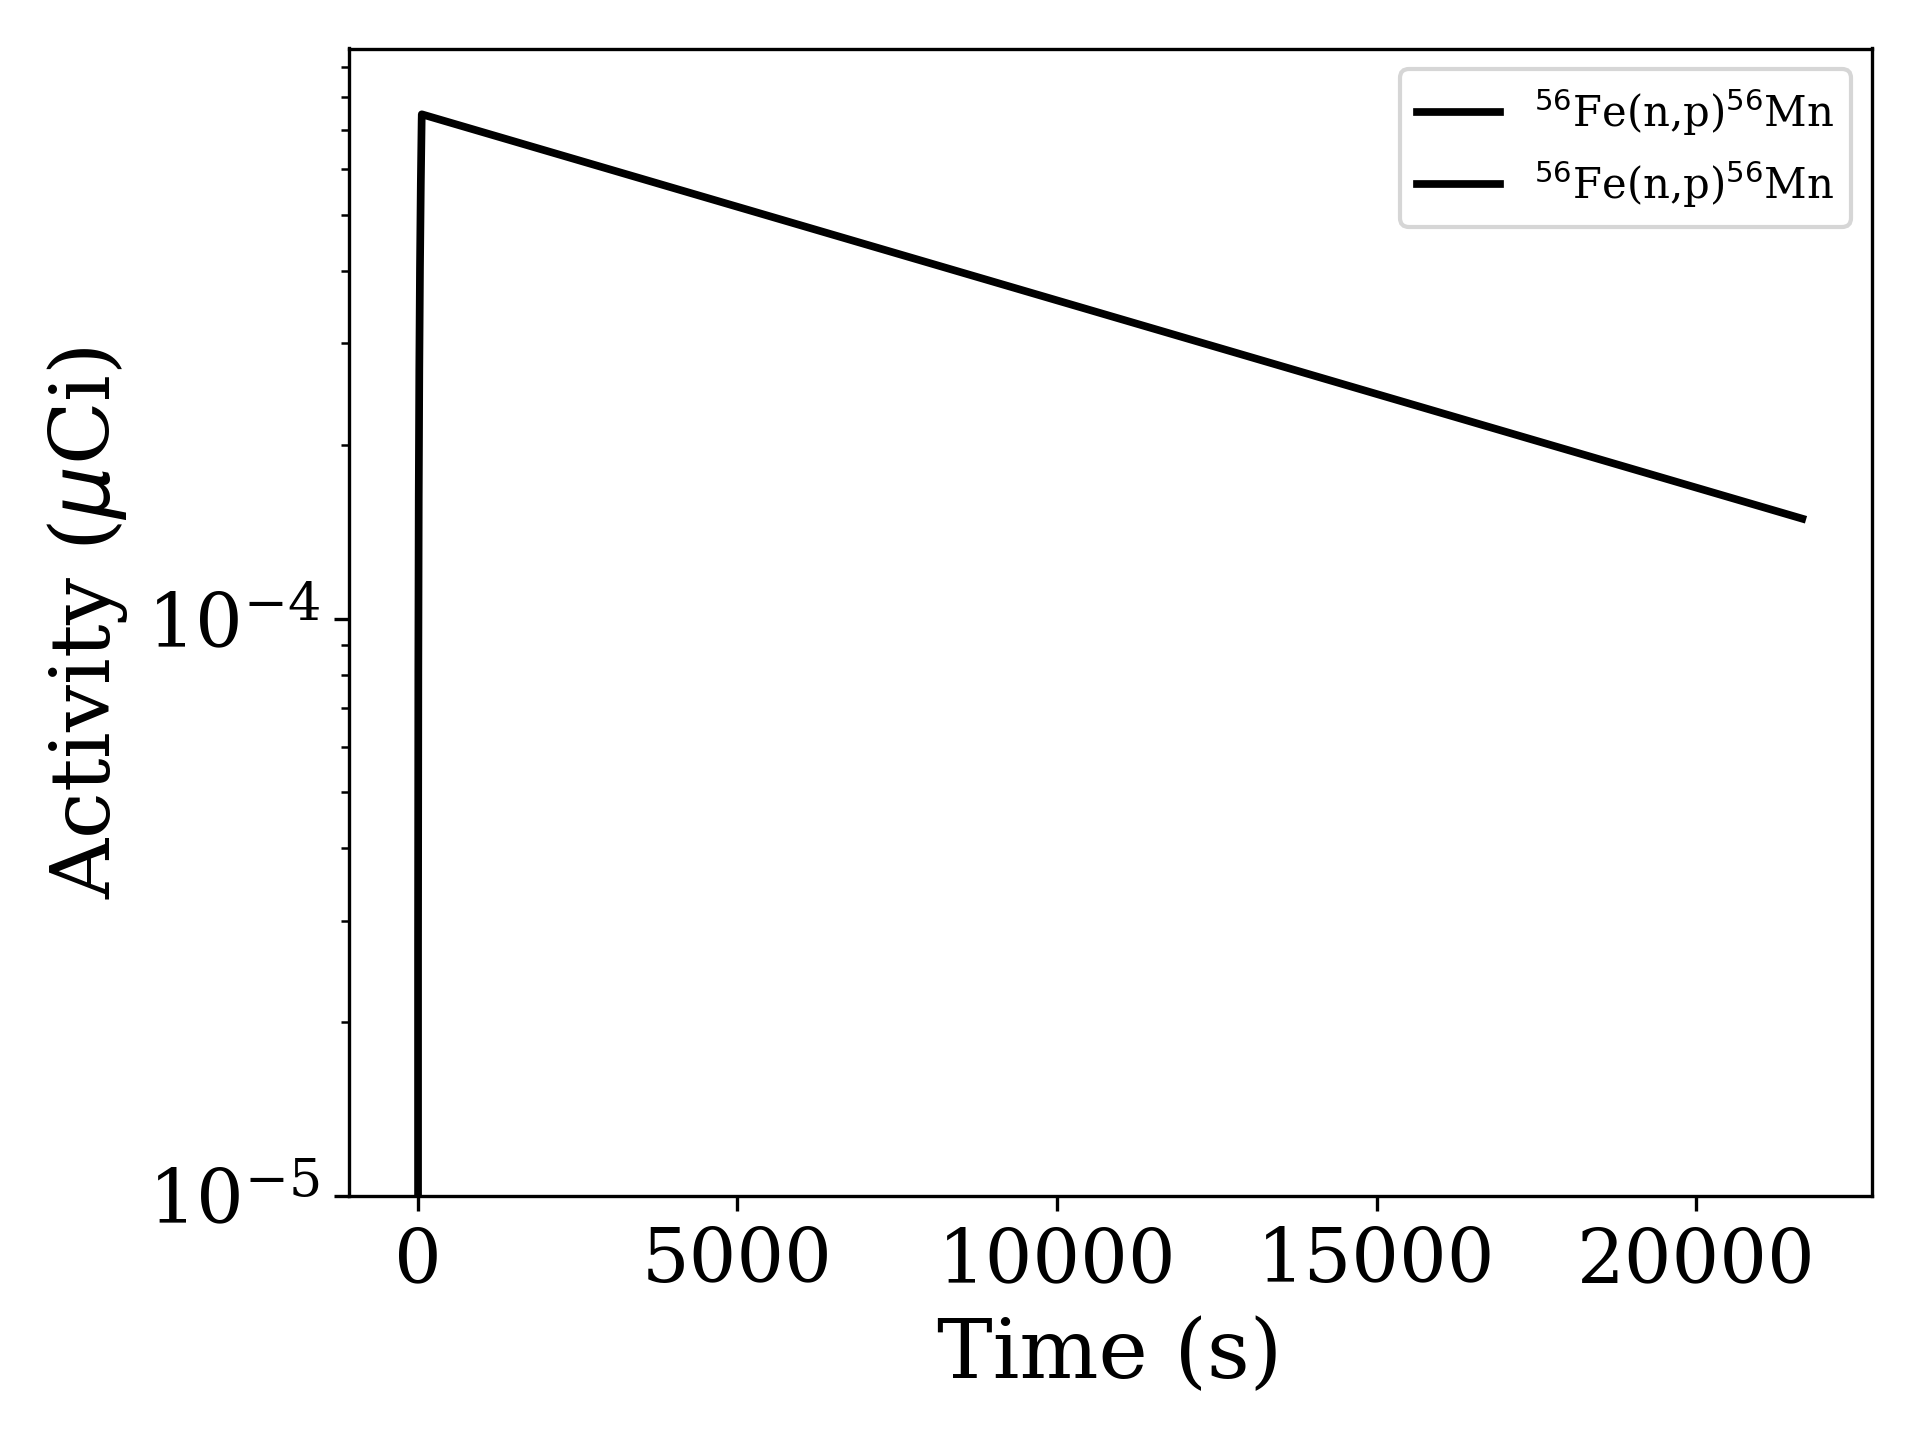 ⁵⁶Fe(n,p)⁵⁶Mn
⁵⁶Fe(n,p)⁵⁶Mn
Activity (μCi)
10⁻⁴
10⁻⁵
0 5000 10000 15000 20000
Time (s)